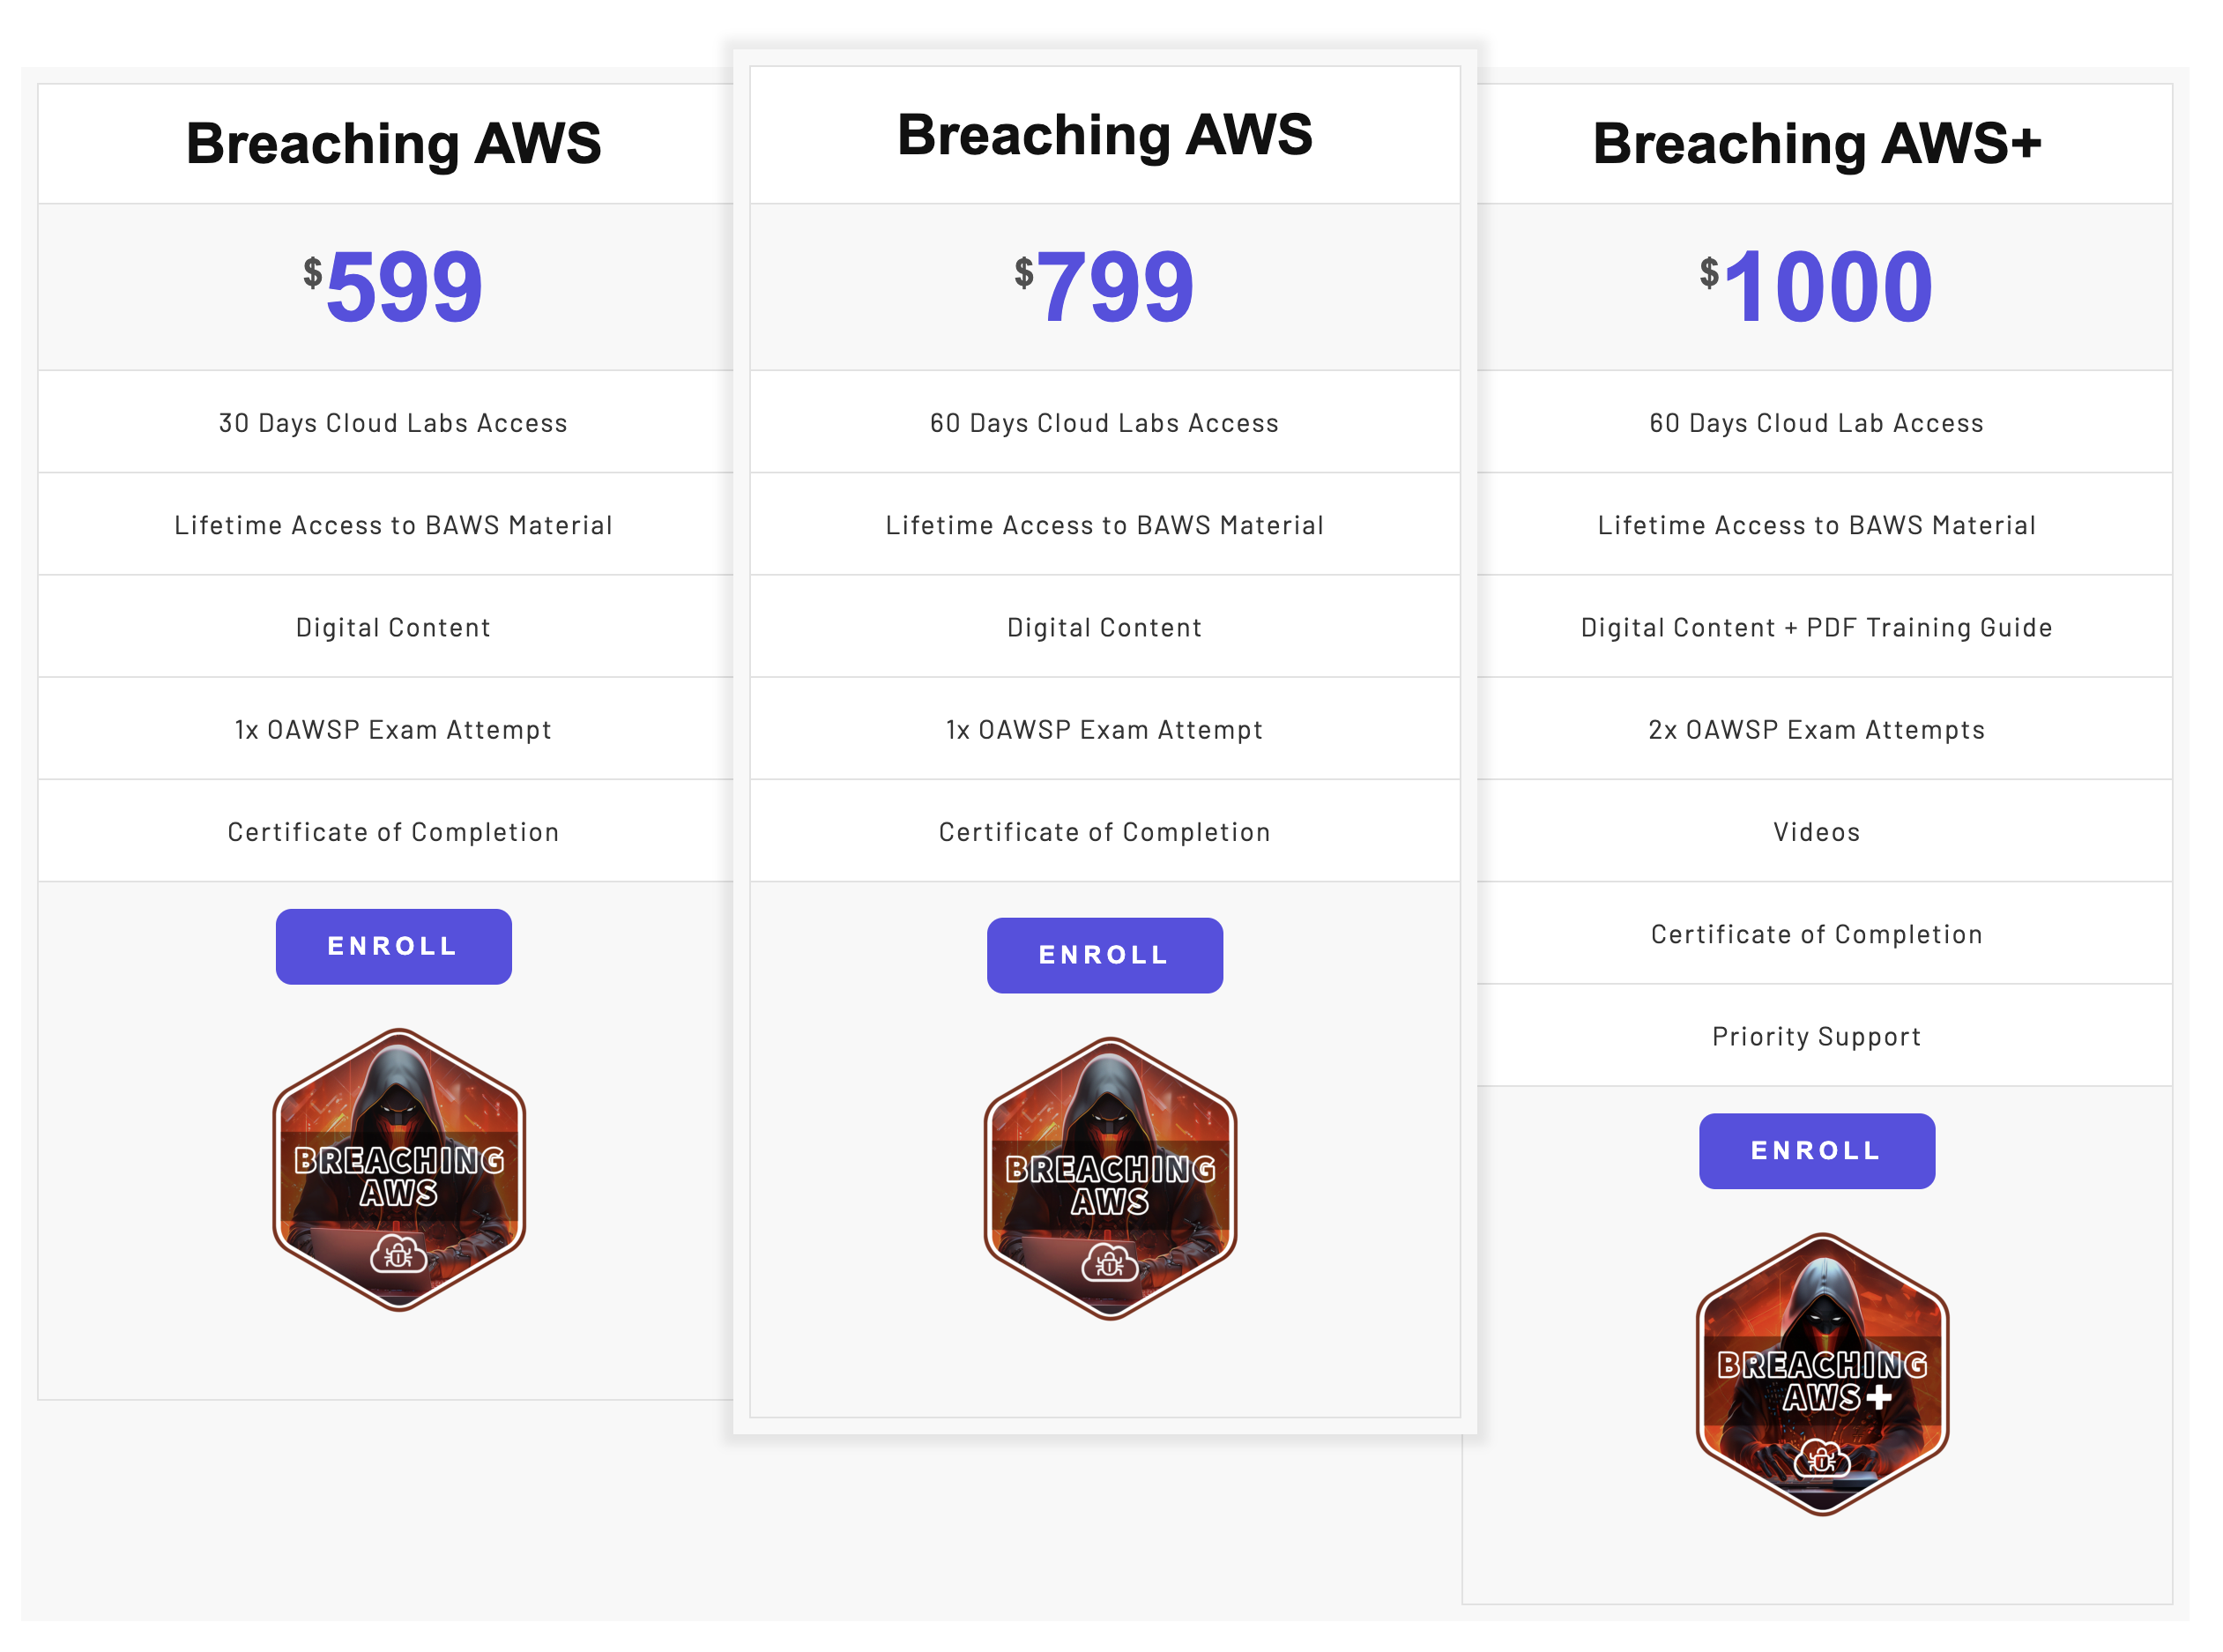 Breaching AWS
$599
30 Days Cloud Labs Access
Lifetime Access to BAWS Material
Digital Content
1x OAWSP Exam Attempt
Certificate of Completion
ENROLL
BREACHING
AWS
Breaching AWS
$799
60 Days Cloud Labs Access
Lifetime Access to BAWS Material
Digital Content
1x OAWSP Exam Attempt
Certificate of Completion
ENROLL
BREACHING
AWS
Breaching AWS+
$1000
60 Days Cloud Lab Access
Lifetime Access to BAWS Material
Digital Content + PDF Training Guide
2x OAWSP Exam Attempts
Videos
Certificate of Completion
Priority Support
ENROLL
BREACHING
AWS+